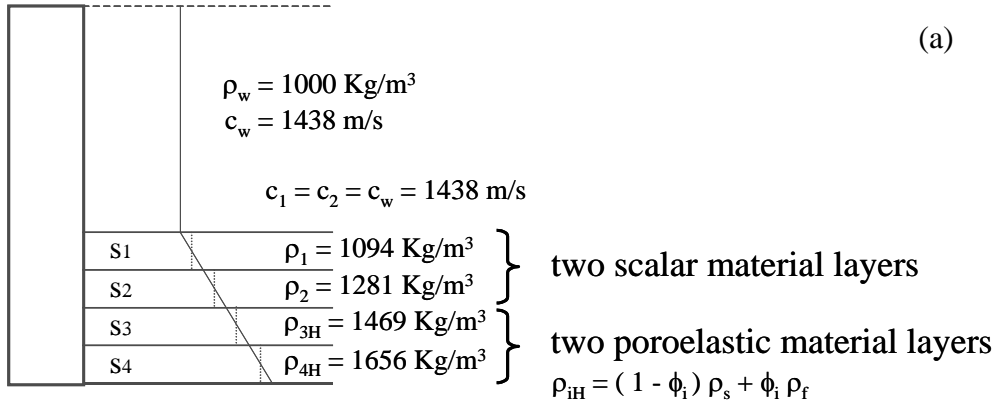 (a)
ρw = 1000 Kg/m³
cw = 1438 m/s
c1 = c2 = cw = 1438 m/s
S1
ρ1 = 1094 Kg/m³
S2
ρ2 = 1281 Kg/m³
two scalar material layers
S3
ρ3H = 1469 Kg/m³
S4
ρ4H = 1656 Kg/m³
two poroelastic material layers
ρiH = ( 1 - ϕi ) ρs + ϕi ρf